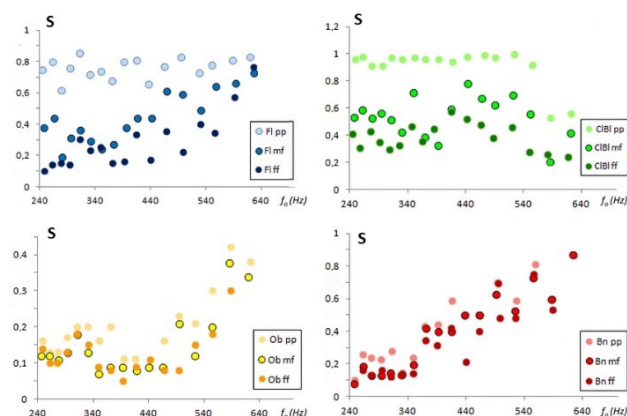 S
1
0,8
0,6
0,4
0,2
0
Fl pp
Fl mf
Fl ff
240 340 440 540 640 fₒ (Hz)
S
1,2
1
0,8
0,6
0,4
0,2
0
ClBl pp
ClBl mf
ClBl ff
240 340 440 540 640 fₒ (Hz)
S
0,4
0,3
0,2
0,1
0
Ob pp
Ob mf
Ob ff
240 340 440 540 640 fₒ (Hz)
S
1
0,8
0,6
0,4
0,2
0
Bn pp
Bn mf
Bn ff
240 340 440 540 640 fₒ (Hz)